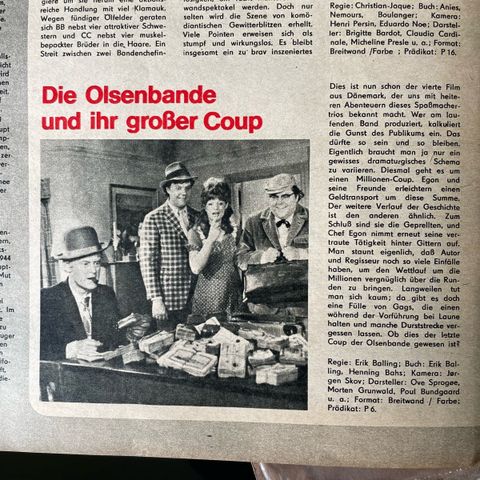 giere um sie herum eine unbe-
reiche Handlung mit viel Klamauk.
Wegen fündiger Ölfelder geraten
sich BB nebst vier attraktiver Schwe-
stern und CC nebst vier muskel-
bepackter Brüder in die Haare. Ein
Streit zwischen zwei Bandenchefin-
wandspektakel werden. Doch nur
selten wird die Szene von komö-
diantischen Gewitterblitzen erhellt.
Viele Pointen erweisen sich als
stumpf und wirkungslos. Es bleibt
insgesamt ein zu brav inszeniertes
Regie: Christian-Jaque; Buch: Anies,
Nemours, Boulanger; Kamera:
Henri Persin, Eduardo Noe; Darstel-
ler: Brigitte Bardot, Claudia Cardi-
nale, Micheline Presle u. a.; Format:
Breitwand /Farbe ; Prädikat: P 16.
Die Olsenbande
und ihr großer Coup
Dies ist nun schon der vierte Film
aus Dänemark, der uns mit heite-
ren Abenteuern dieses Spaßmacher-
trios bekannt macht. Wer am lau-
fenden Band produziert, kalkuliert
die Gunst des Publikums ein. Das
dürfte so sein und so bleiben.
Eigentlich braucht man ja nur ein
gewisses dramaturgisches Schema
zu variieren. Diesmal geht es um
einen Millionen-Coup. Egon und
seine Freunde erleichtern einen
Geldtransport um diese Summe.
Der weitere Verlauf der Geschichte
ist den anderen ähnlich. Zum
Schluß sind sie die Geprellten, und
Chef Egon nimmt erneut seine ver-
traute Tätigkeit hinter Gittern auf.
Man staunt eigentlich, daß Autor
und Regisseur noch so viele Einfälle
haben, um den Wettlauf um die
Millionen vergnüglich über die Run-
den zu bringen. Langweilen tut
man sich kaum; da gibt es doch
eine Fülle von Gags, die einen
während der Vorführung bei Laune
halten und manche Durststrecke ver-
gessen lassen. Ob dies der letzte
Coup der Olsenbande gewesen ist?
Regie: Erik Balling; Buch: Erik Bal-
ling, Henning Bahs; Kamera; Jør-
gen Skov; Darsteller: Ove Sprogøe,
Morten Grunwald, Poul Bundgaard
u. a.; Format: Breitwand / Farbe;
Prädikat: P 6.